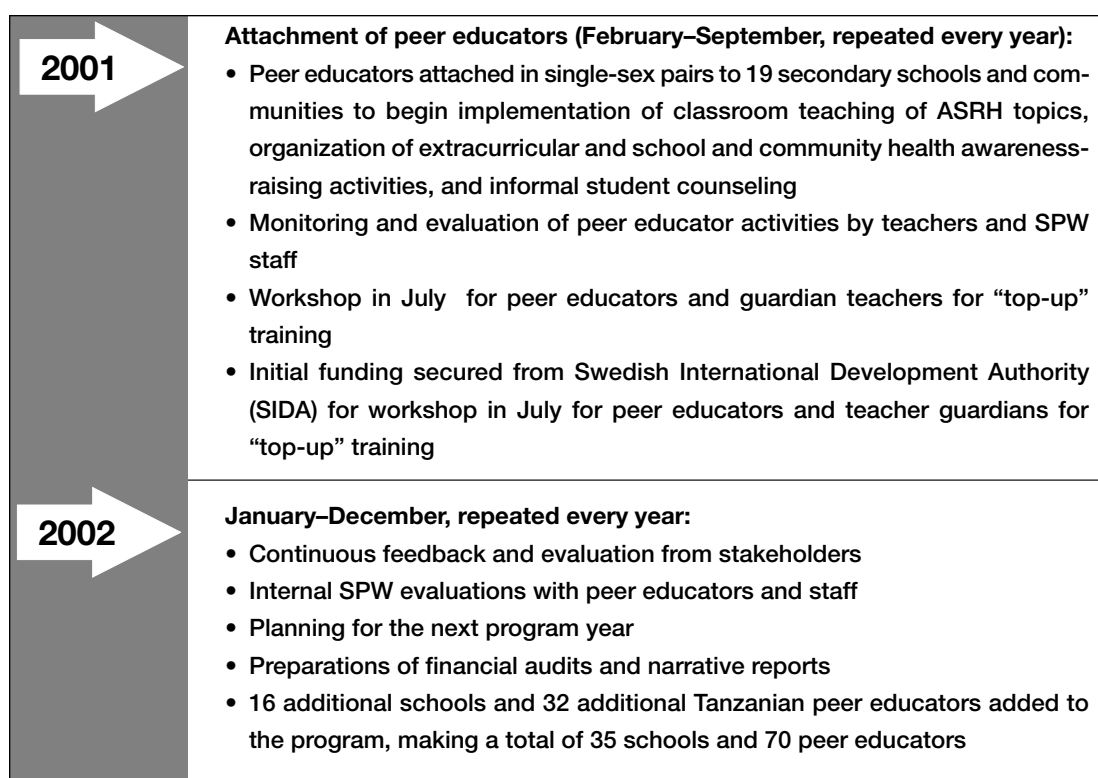 2001
Attachment of peer educators (February–September, repeated every year):
• Peer educators attached in single-sex pairs to 19 secondary schools and com-
munities to begin implementation of classroom teaching of ASRH topics,
organization of extracurricular and school and community health awareness-
raising activities, and informal student counseling
• Monitoring and evaluation of peer educator activities by teachers and SPW
staff
• Workshop in July for peer educators and guardian teachers for “top-up”
training
• Initial funding secured from Swedish International Development Authority
(SIDA) for workshop in July for peer educators and teacher guardians for
“top-up” training
2002
January–December, repeated every year:
• Continuous feedback and evaluation from stakeholders
• Internal SPW evaluations with peer educators and staff
• Planning for the next program year
• Preparations of financial audits and narrative reports
• 16 additional schools and 32 additional Tanzanian peer educators added to
the program, making a total of 35 schools and 70 peer educators